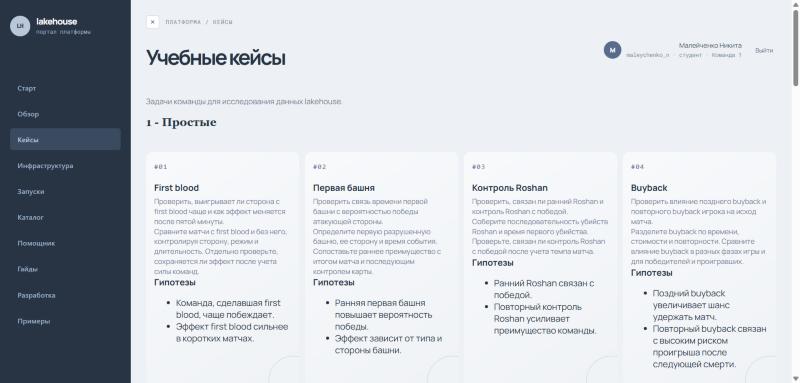 LH
lakehouse
портал платформы
Старт
Обзор
Кейсы
Инфраструктура
Запуски
Каталог
Помощник
Гайды
Разработка
Примеры
ПЛАТФОРМА / КЕЙСЫ
Учебные кейсы
М
Малейченко Никита
maleychenko_n · студент · Команда 1
Выйти
Задачи команды для исследования данных lakehouse.
1 - Простые
#01
First blood
Проверить, выигрывает ли сторона с
first blood чаще и как эффект меняется
после пятой минуты.
Сравните матчи с first blood и без него,
контролируя сторону, режим и
длительность. Отдельно проверьте,
сохраняется ли эффект после учета
силы команд.
Гипотезы
• Команда, сделавшая first
blood, чаще побеждает.
• Эффект first blood сильнее
в коротких матчах.
#02
Первая башня
Проверить связь времени первой
башни с вероятностью победы
атакующей стороны.
Определите первую разрушенную
башню, ее сторону и время события.
Сопоставьте раннее преимущество с
итогом матча и последующим
контролем карты.
Гипотезы
• Ранняя первая башня
повышает вероятность
победы.
• Эффект зависит от типа и
стороны башни.
#03
Контроль Roshan
Проверить, связан ли ранний Roshan и
контроль Roshan с победой.
Соберите последовательность убийств
Roshan и время первого убийства.
Проверьте, связан ли контроль Roshan
с победой после учета темпа матча.
Гипотезы
• Ранний Roshan связан с
победой.
• Повторный контроль
Roshan усиливает
преимущество команды.
#04
Buyback
Проверить влияние позднего buyback и
повторного buyback игрока на исход
матча.
Разделите buyback по времени,
стоимости и повторности. Сравните
влияние buyback в разных фазах игры и
для победителей и проигравших.
Гипотезы
• Поздний buyback
увеличивает шанс
удержать матч.
• Повторный buyback связан
с высоким риском
проигрыша после
следующей смерти.